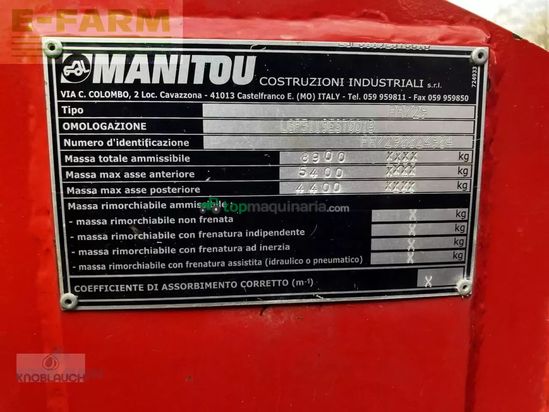 E-FARM
MANITOU COSTRUZIONI INDUSTRIALI s.r.l.
VIA C. COLOMBO, 2 Loc. Cavazzona - 41013 Castelfranco E. (MO) ITALY - Tel. 059 959811 - Fax 059 959850
724933
Tipo
OMOLOGAZIONE
Numero d'identificazione
Massa totale ammissibile 8900 XXXX kg
Massa max asse anteriore 5400 XXXX kg
Massa max asse posteriore 4400 XXXX kg
Massa rimorchiabile ammissibile:
topmaquinaria.com
- massa rimorchiabile non frenata X kg
- massa rimorchiabile con frenatura indipendente X kg
- massa rimorchiabile con frenatura ad inerzia X kg
- massa rimorchiabile con frenatura assistita (idraulico o pneumatico) X kg
COEFFICIENTE DI ASSORBIMENTO CORRETTO (m-1) X
KNOBLAUCH